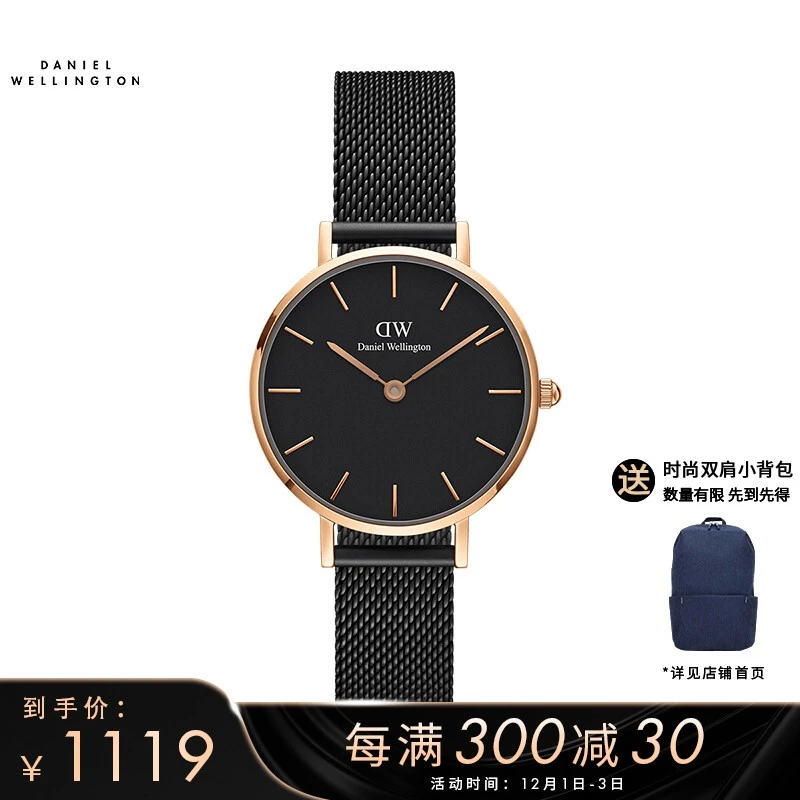 DANIEL
WELLINGTON
DW
Daniel Wellington
送
时尚双肩小背包
数量有限 先到先得
*详见店铺首页
到手价：
¥1119
每满300减30
活动时间：12月1日-3日